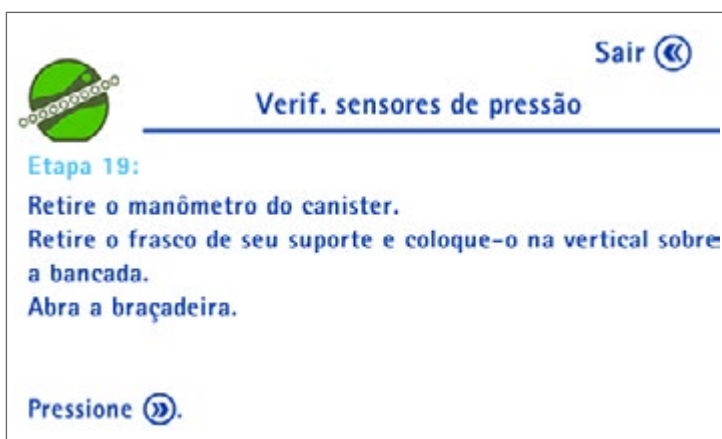 Sair «
Verif. sensores de pressão
Etapa 19:
Retire o manômetro do canister.
Retire o frasco de seu suporte e coloque-o na vertical sobre
a bancada.
Abra a braçadeira.
Pressione ».